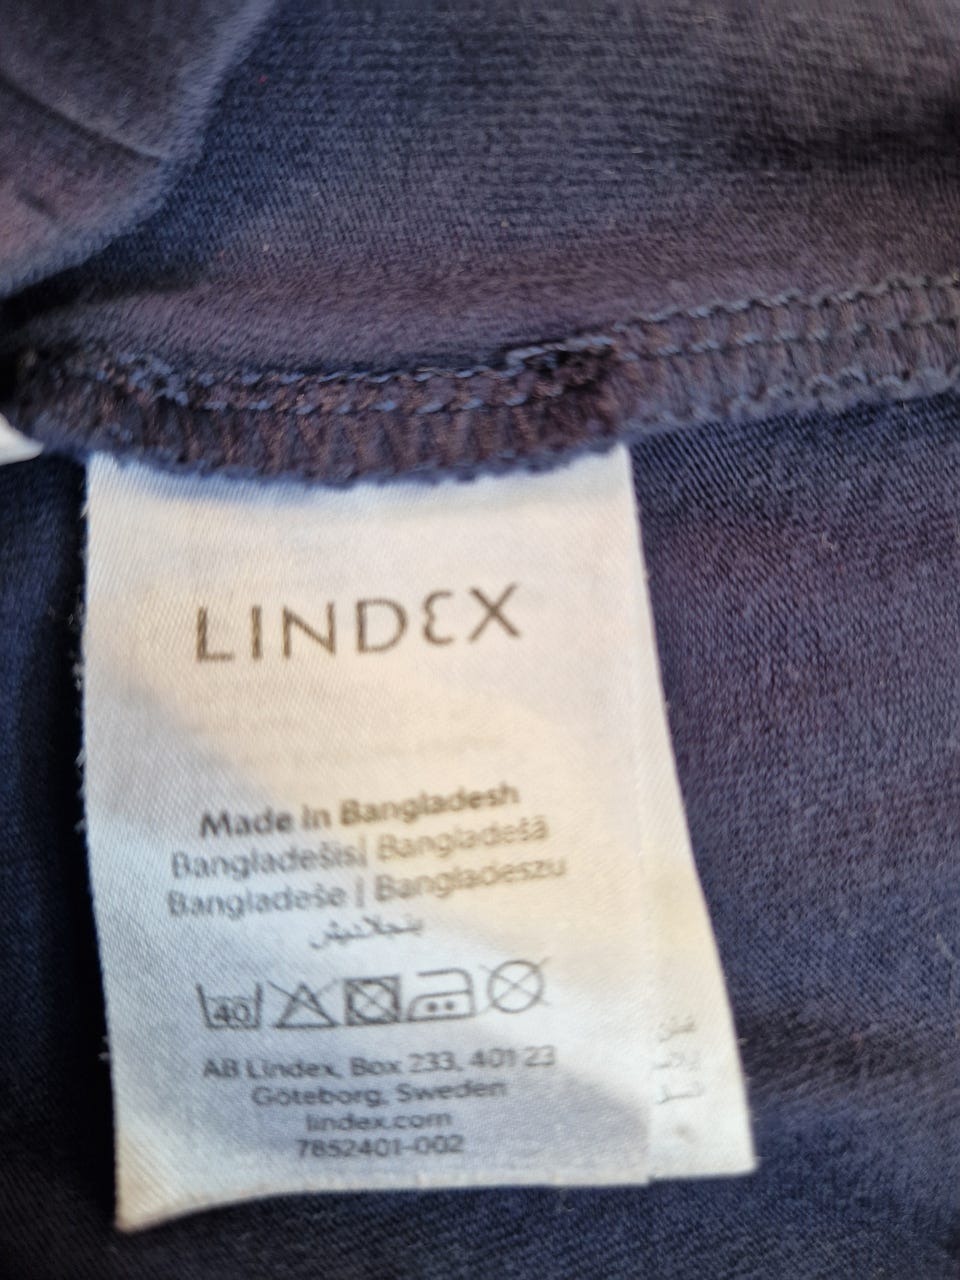 LINDEX
Made in Bangladesh
Bangladešis| Bangladešā
Bangladeše | Bangladeszu
بنجلاديش
40
AB Lindex, Box 233, 401 23
Göteborg, Sweden
lindex.com
7852401-002